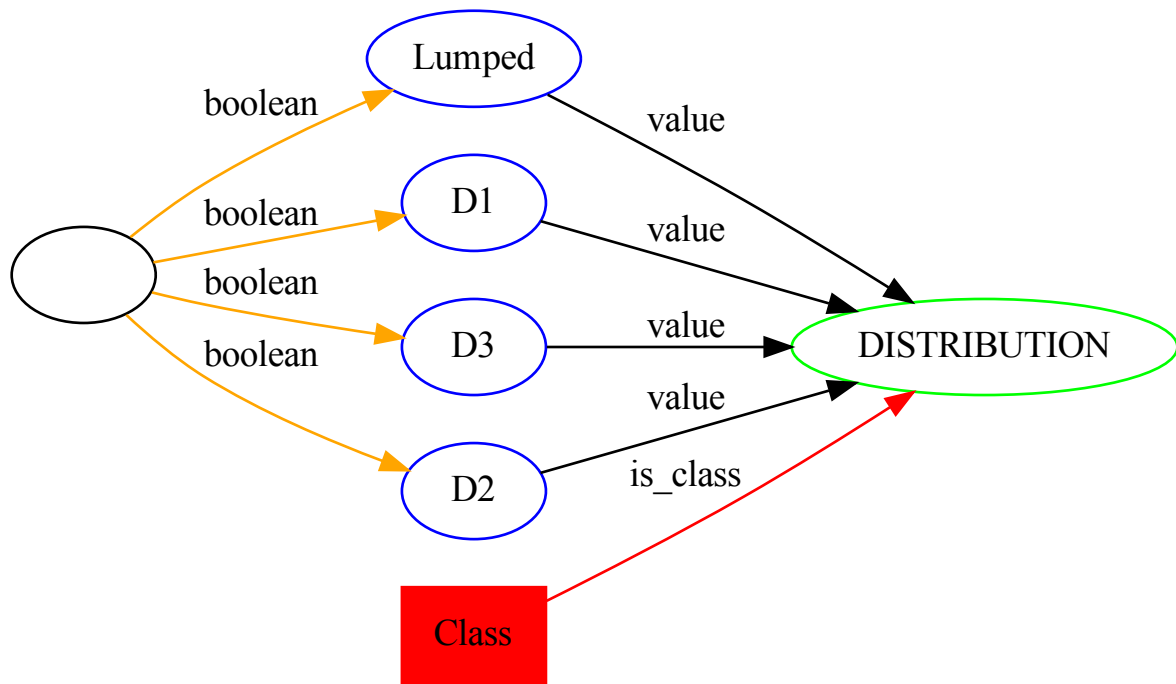 Lumped
boolean
value
D1
boolean
value
boolean
D3
value
DISTRIBUTION
boolean
value
D2
is_class
Class